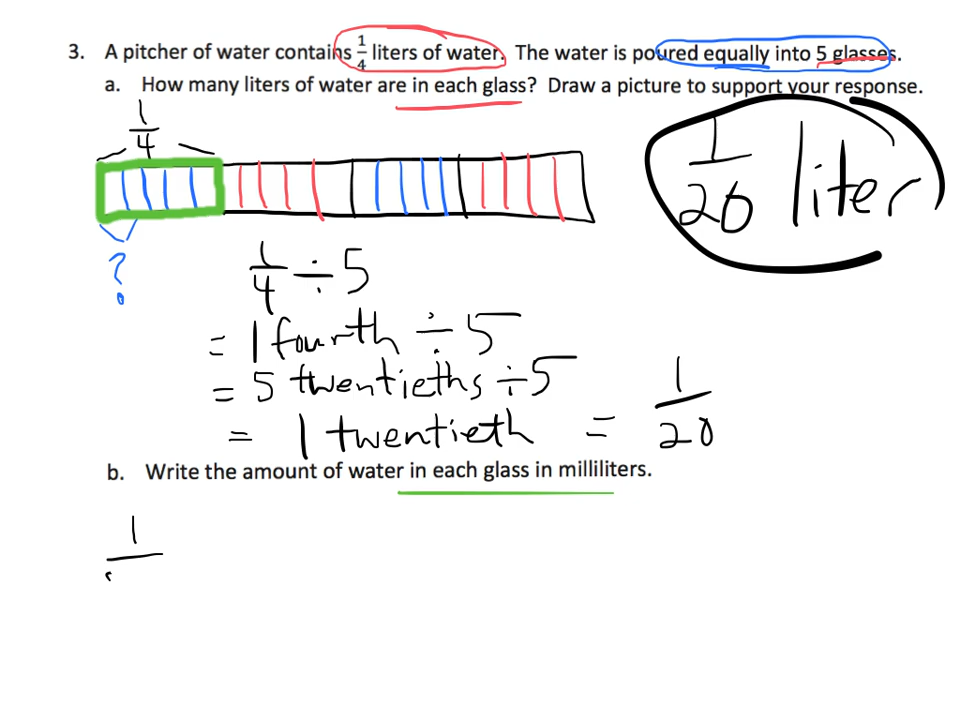 3. A pitcher of water contains 1/4 liters of water. The water is poured equally into 5 glasses.
a. How many liters of water are in each glass? Draw a picture to support your response.
1/4
1/20 liter
?
1/4 ÷ 5
= 1 fourth ÷ 5
= 5 twentieths ÷ 5
= 1 twentieth = 1/20
b. Write the amount of water in each glass in milliliters.
1